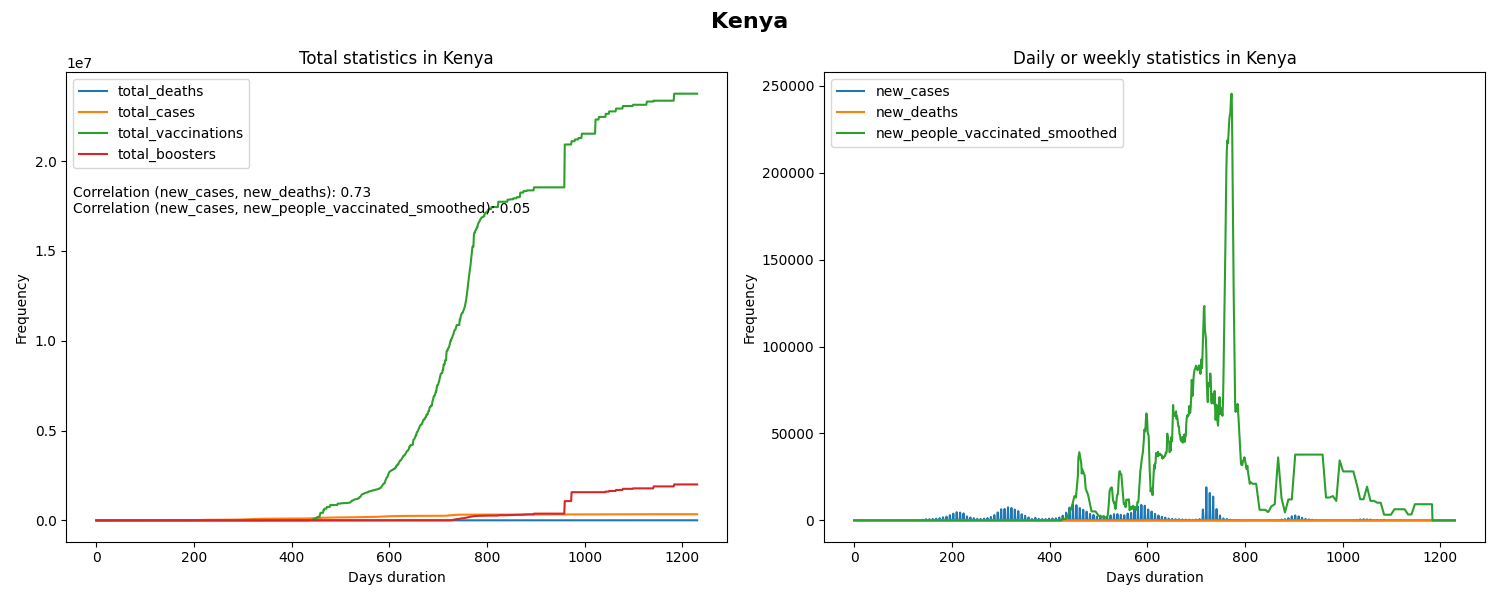 Kenya
Total statistics in Kenya
1e7
total_deaths
total_cases
total_vaccinations
total_boosters
Correlation (new_cases, new_deaths): 0.73
Correlation (new_cases, new_people_vaccinated_smoothed): 0.05
Frequency
2.0
1.5
1.0
0.5
0.0
0 200 400 600 800 1000 1200
Days duration
Daily or weekly statistics in Kenya
new_cases
new_deaths
new_people_vaccinated_smoothed
Frequency
250000
200000
150000
100000
50000
0
0 200 400 600 800 1000 1200
Days duration